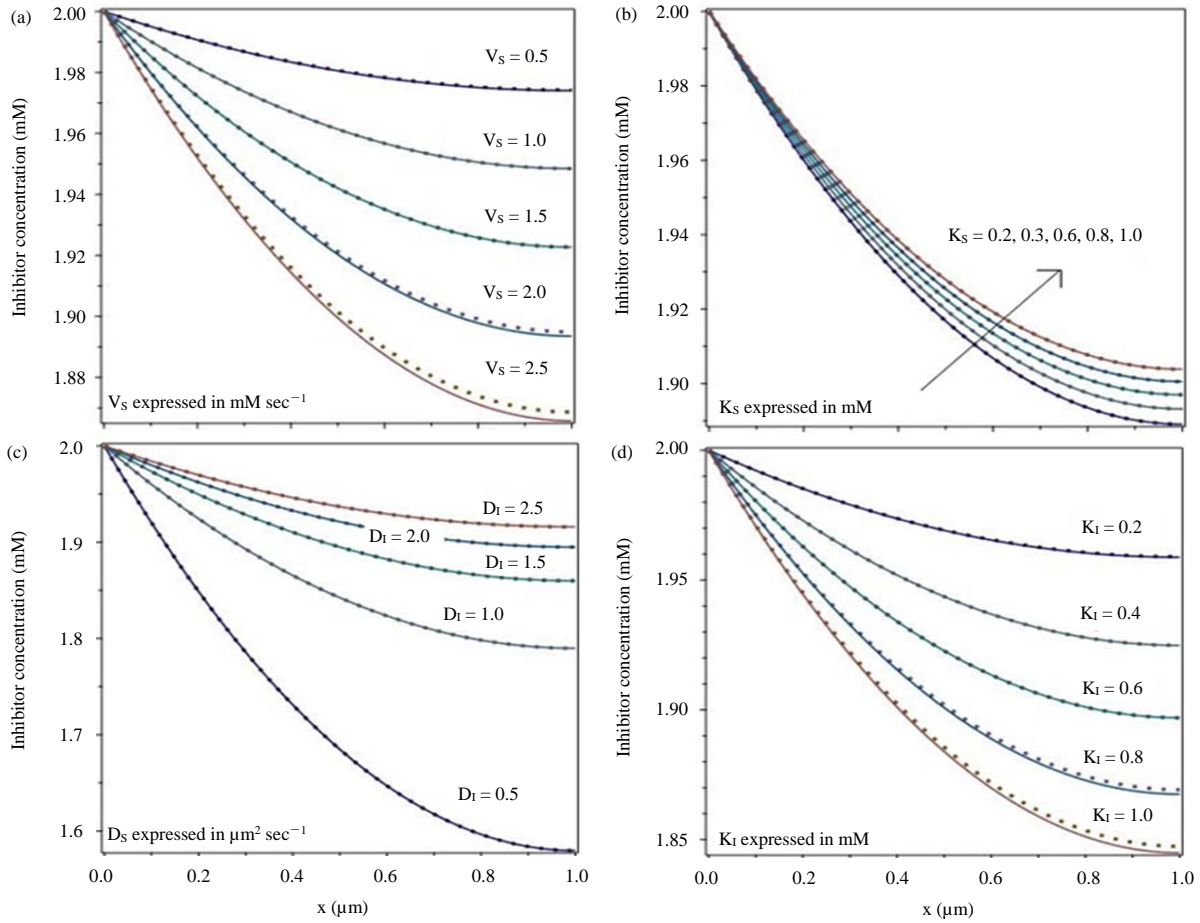 (a)
2.00
1.98
1.96
1.94
1.92
1.90
1.88
Inhibitor concentration (mM)
VS = 0.5
VS = 1.0
VS = 1.5
VS = 2.0
VS = 2.5
VS expressed in mM sec−1
(b)
2.00
1.98
1.96
1.94
1.92
1.90
Inhibitor concentration (mM)
KS = 0.2, 0.3, 0.6, 0.8, 1.0
KS expressed in mM
(c)
2.0
1.9
1.8
1.7
1.6
Inhibitor concentration (mM)
DI = 2.5
DI = 2.0
DI = 1.5
DI = 1.0
DI = 0.5
DS expressed in µm2 sec−1
0.0 0.2 0.4 0.6 0.8 1.0
x (µm)
(d)
2.00
1.95
1.90
1.85
Inhibitor concentration (mM)
KI = 0.2
KI = 0.4
KI = 0.6
KI = 0.8
KI = 1.0
KI expressed in mM
0.0 0.2 0.4 0.6 0.8 1.0
x (µm)